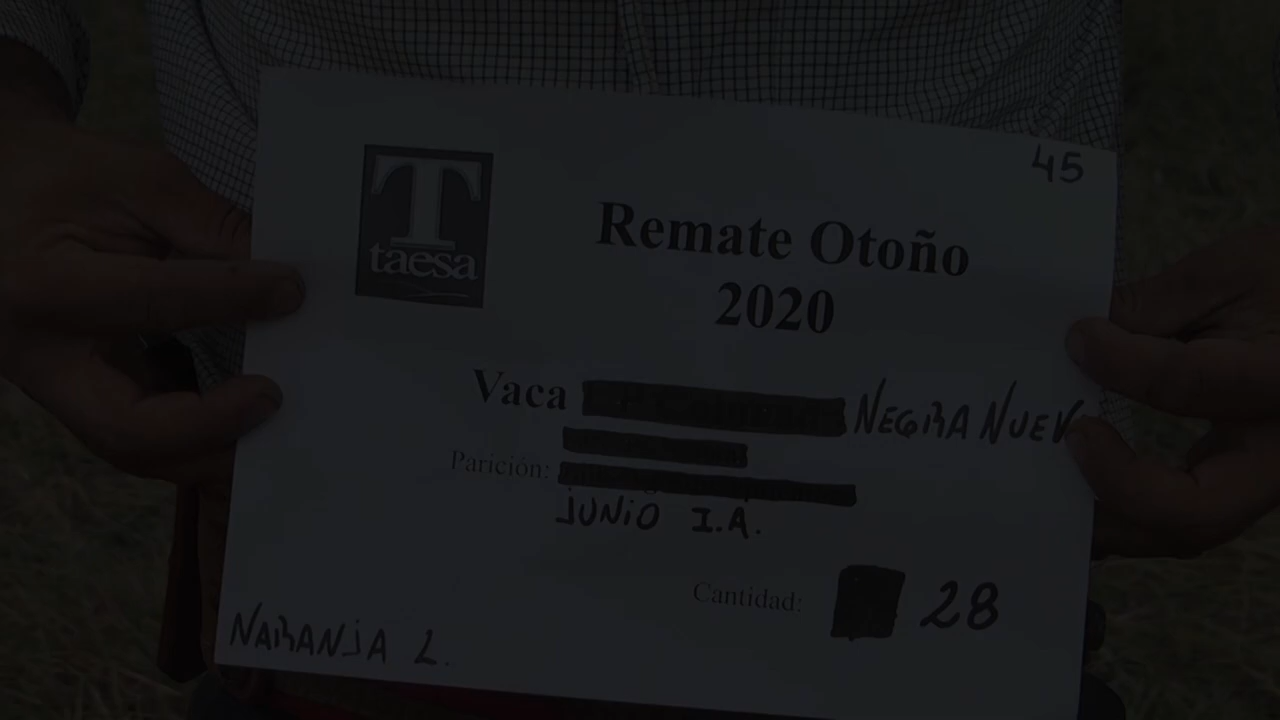 45
T
taesa
Remate Otoño
2020
Vaca NEGRA NUEV
Parición:
JUNIO I.A.
Cantidad: 28
NARANJA L.